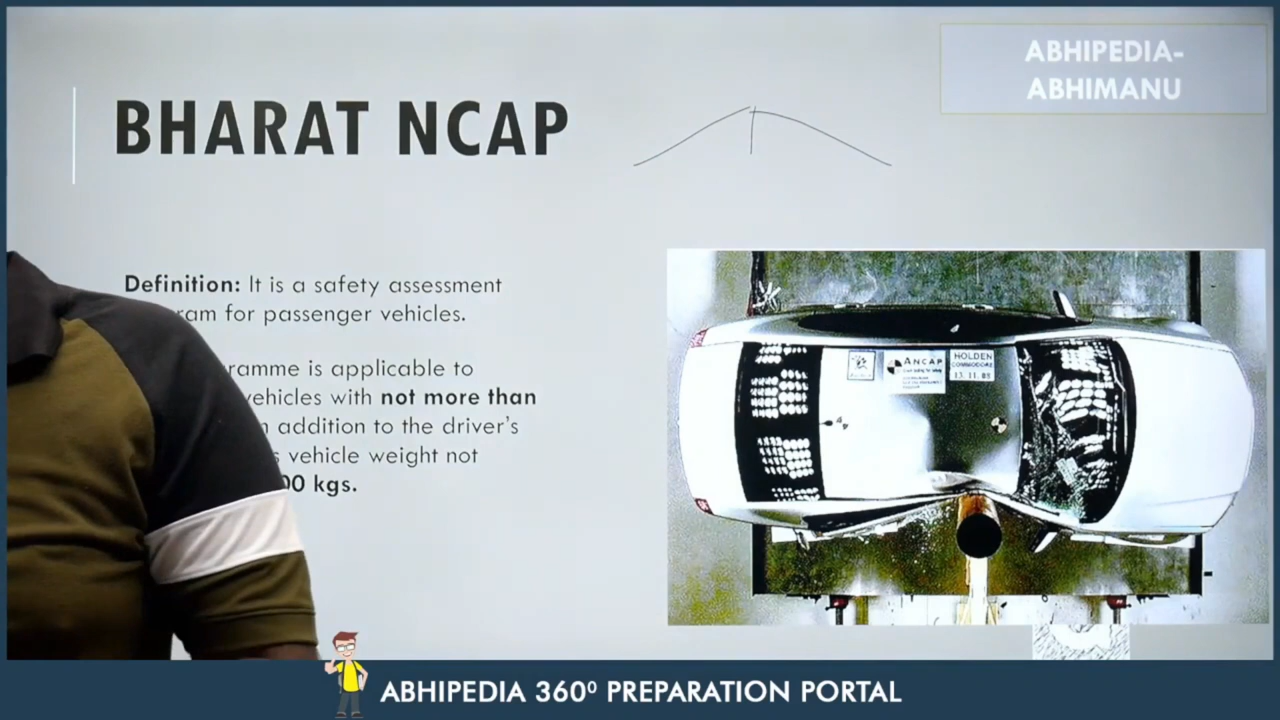 ABHIPEDIA-
ABHIMANU
BHARAT NCAP
Definition: It is a safety assessment
ram for passenger vehicles.
ramme is applicable to
vehicles with not more than
n addition to the driver's
s vehicle weight not
00 kgs.
ANCAP
HOLDEN
COMMODORE
ABHIPEDIA 360º PREPARATION PORTAL